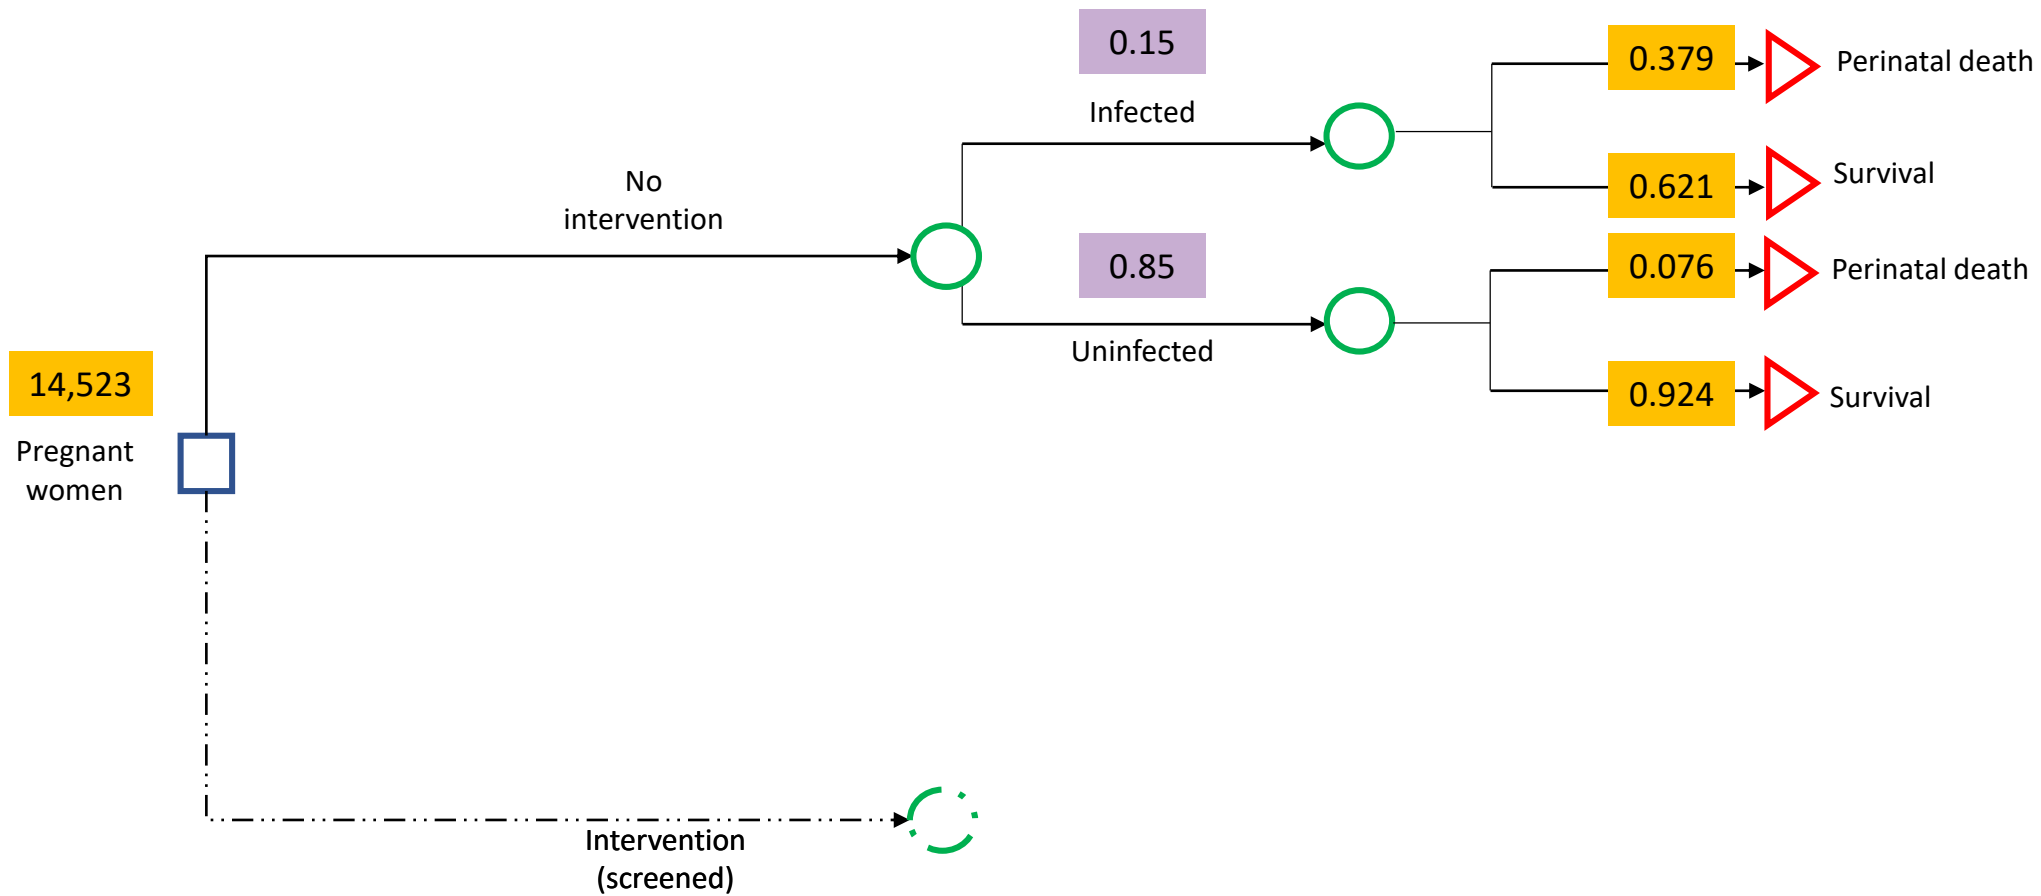 0.15
Infected
0.379
Perinatal death
0.621
Survival
No
intervention
0.85
Uninfected
0.076
Perinatal death
0.924
Survival
14,523
Pregnant
women
Intervention
(screened)